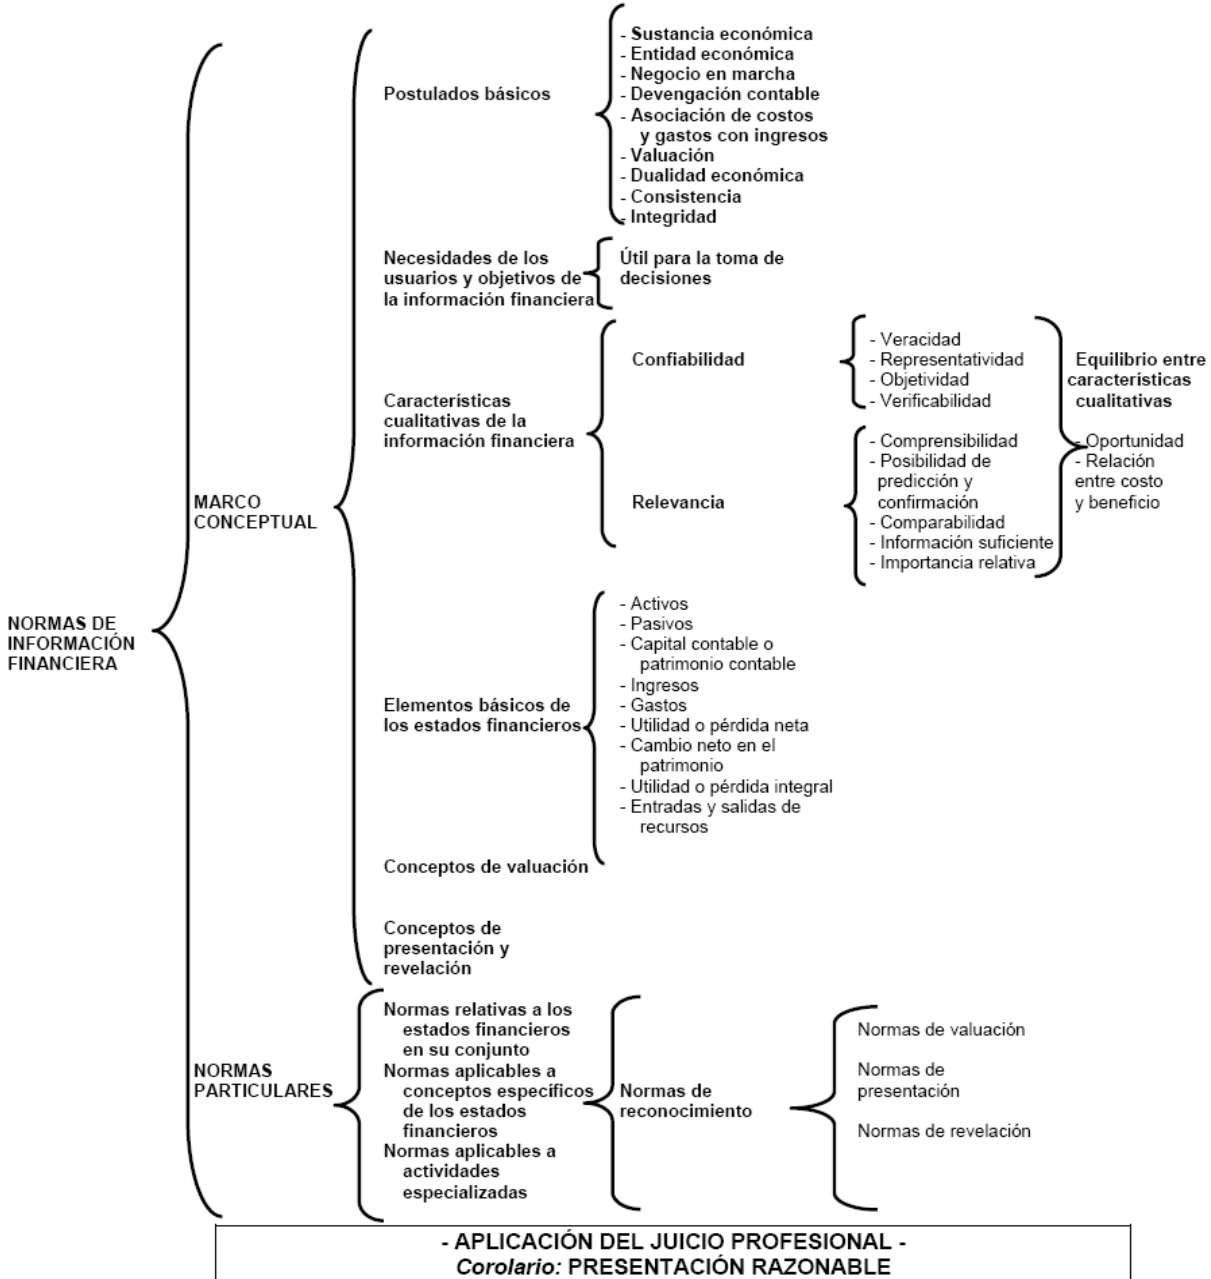 NORMAS DE
INFORMACIÓN
FINANCIERA
MARCO
CONCEPTUAL
Postulados básicos
- Sustancia económica
- Entidad económica
- Negocio en marcha
- Devengación contable
- Asociación de costos
y gastos con ingresos
- Valuación
- Dualidad económica
- Consistencia
- Integridad
Necesidades de los
usuarios y objetivos de
la información financiera
Útil para la toma de
decisiones
Características
cualitativas de la
información financiera
Confiabilidad
- Veracidad
- Representatividad
- Objetividad
- Verificabilidad
Relevancia
- Comprensibilidad
- Posibilidad de
predicción y
confirmación
- Comparabilidad
- Información suficiente
- Importancia relativa
Equilibrio entre
características
cualitativas
- Oportunidad
- Relación
entre costo
y beneficio
Elementos básicos de
los estados financieros
- Activos
- Pasivos
- Capital contable o
patrimonio contable
- Ingresos
- Gastos
- Utilidad o pérdida neta
- Cambio neto en el
patrimonio
- Utilidad o pérdida integral
- Entradas y salidas de
recursos
Conceptos de valuación
Conceptos de
presentación y
revelación
NORMAS
PARTICULARES
Normas relativas a los
estados financieros
en su conjunto
Normas aplicables a
conceptos específicos
de los estados
financieros
Normas aplicables a
actividades
especializadas
Normas de
reconocimiento
Normas de valuación
Normas de
presentación
Normas de revelación
- APLICACIÓN DEL JUICIO PROFESIONAL -
Corolario: PRESENTACIÓN RAZONABLE